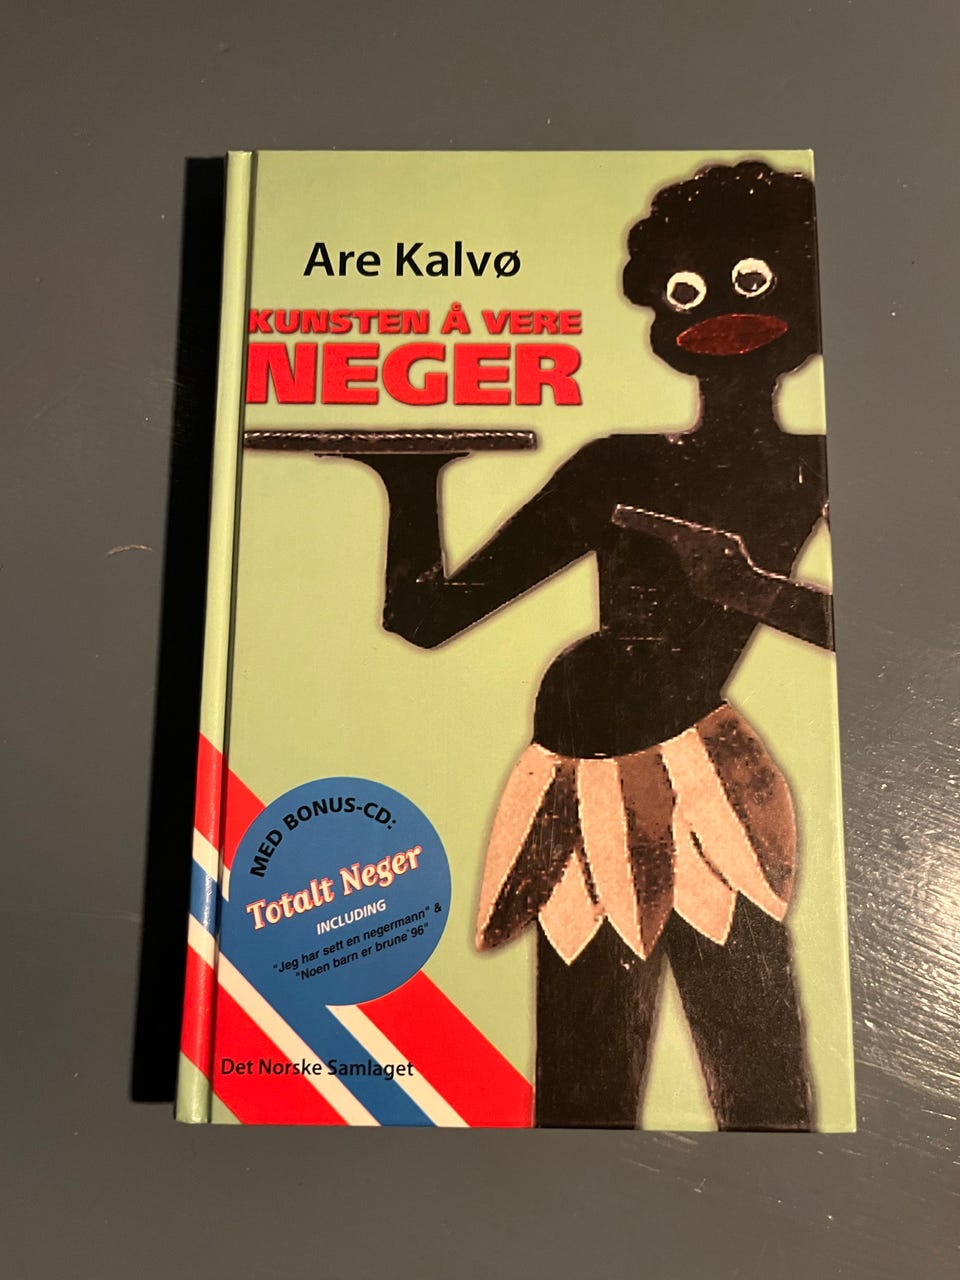 Are Kalvø
KUNSTEN Å VERE
NEGER
MED BONUS-CD:
Totalt Neger
INCLUDING
"Jeg har sett en negermann" &
"Noen barn er brune`96"
Det Norske Samlaget